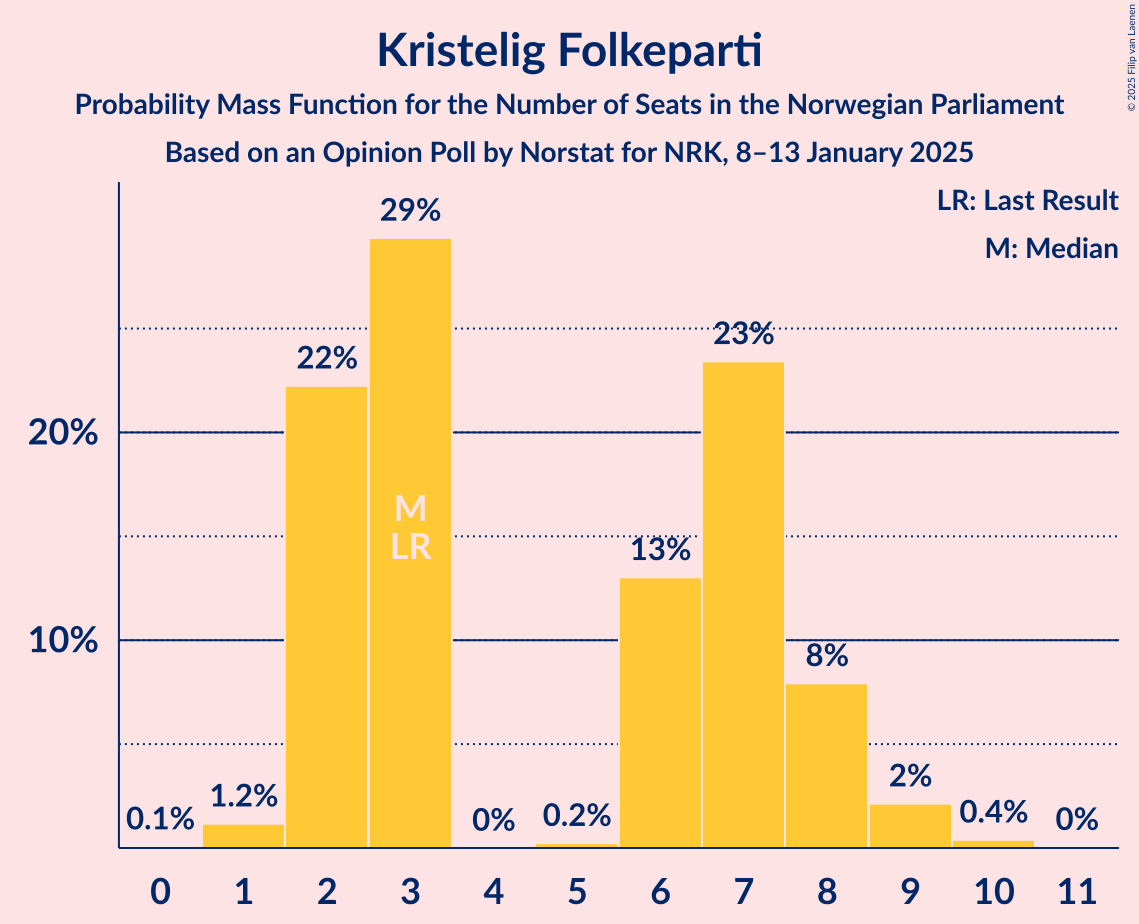 Kristelig Folkeparti
Probability Mass Function for the Number of Seats in the Norwegian Parliament
Based on an Opinion Poll by Norstat for NRK, 8–13 January 2025
© 2025 Filip van Laenen
LR: Last Result
M: Median
29%
23%
22%
20%
M
LR
13%
10%
8%
2%
1.2%
0.1%
0%
0.2%
0.4%
0%
0 1 2 3 4 5 6 7 8 9 10 11